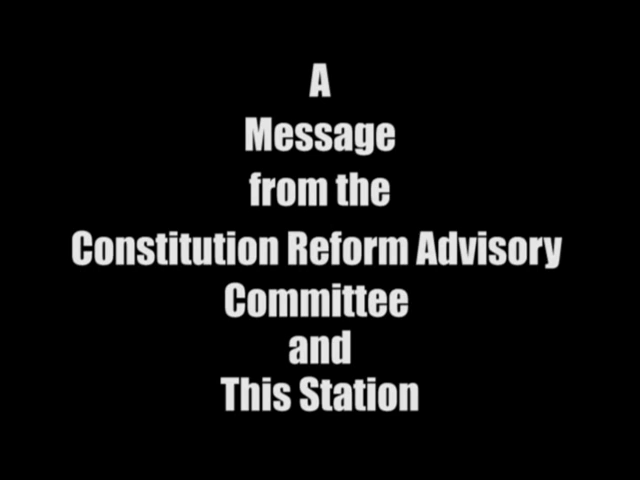 A
Message
from the
Constitution Reform Advisory
Committee
and
This Station